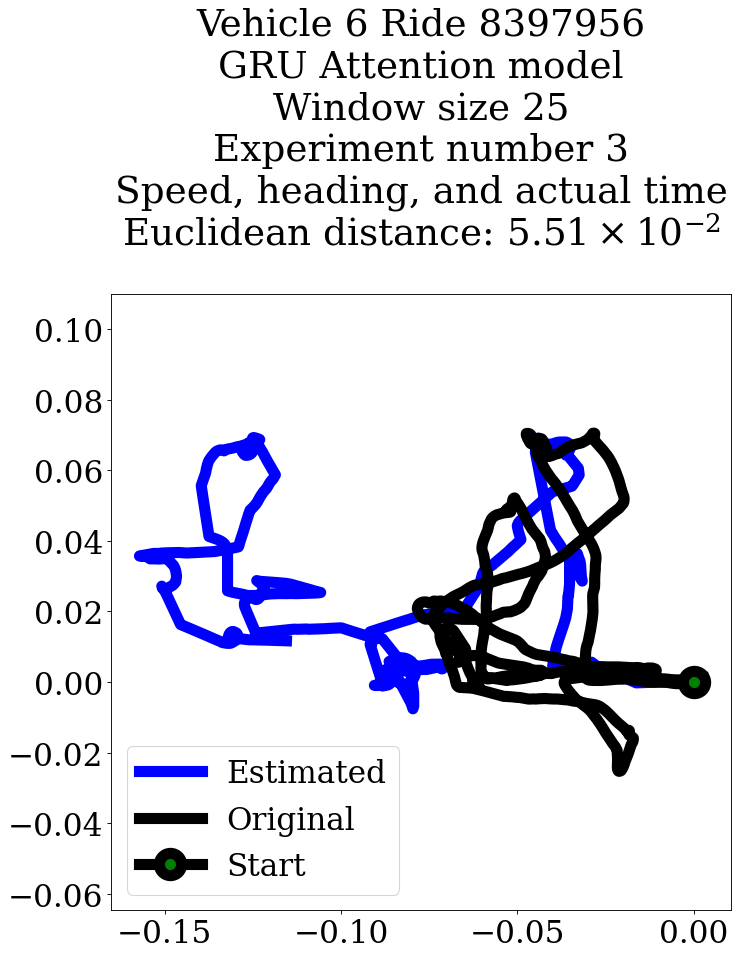 Vehicle 6 Ride 8397956
GRU Attention model
Window size 25
Experiment number 3
Speed, heading, and actual time
Euclidean distance: 5.51 × 10⁻²
0.10
0.08
0.06
0.04
0.02
0.00
−0.02
−0.04
−0.06
Estimated
Original
Start
−0.15 −0.10 −0.05 0.00